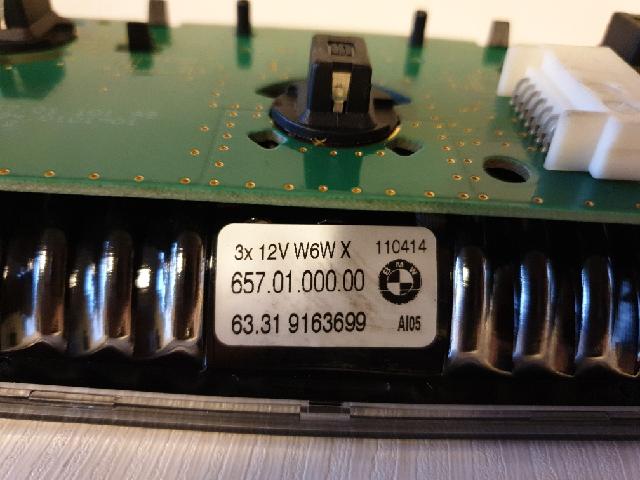 3x 12V W6W X 110414
657.01.000.00 BMW
63.31 9163699 AI05